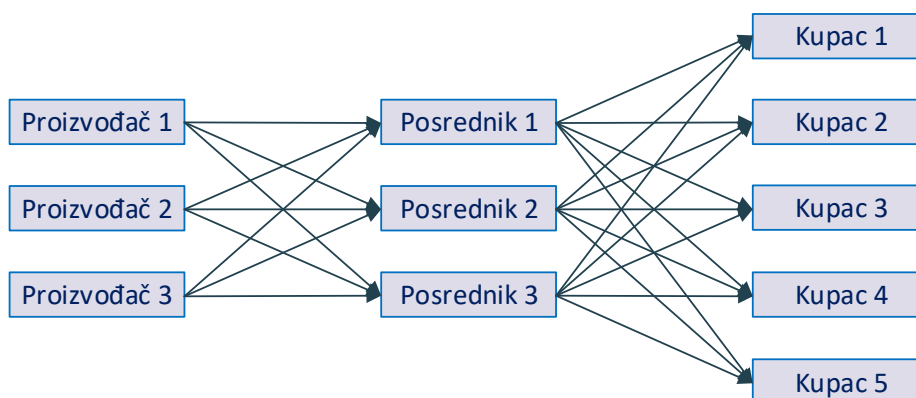 Kupac 1
Proizvođač 1
Posrednik 1
Kupac 2
Proizvođač 2
Posrednik 2
Kupac 3
Proizvođač 3
Posrednik 3
Kupac 4
Kupac 5